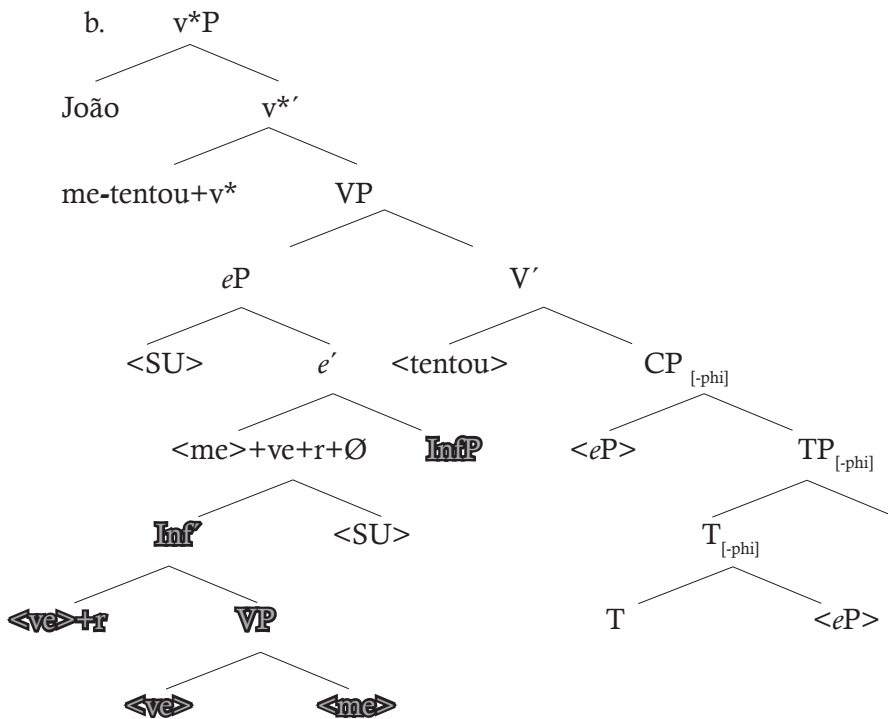 b. v*P
João v*´
me-tentou+v* VP
eP V´
<SU> e´ <tentou> CP [-phi]
<me>+ve+r+Ø InfP <eP> TP [-phi]
Inf´ <SU> T [-phi]
<ve>+r VP T <eP>
<ve> <me>